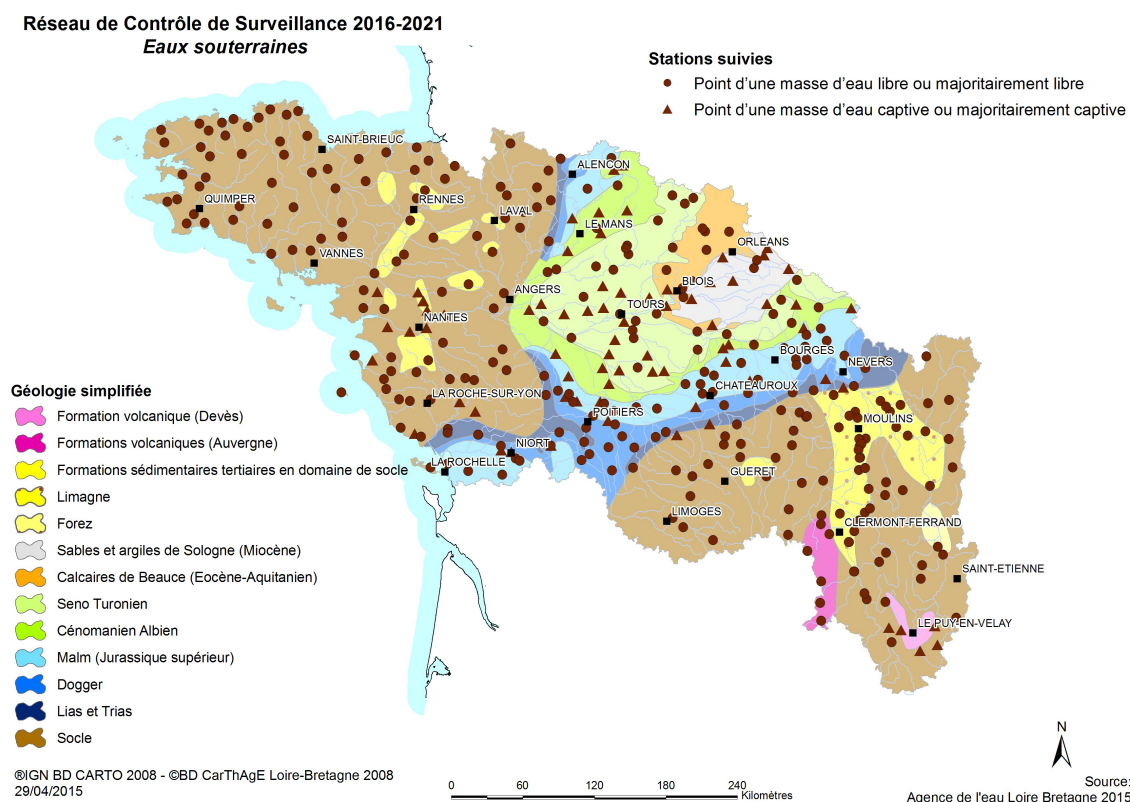 Réseau de Contrôle de Surveillance 2016-2021
Eaux souterraines
Stations suivies
Point d'une masse d'eau libre ou majoritairement libre
Point d'une masse d'eau captive ou majoritairement captive
SAINT-BRIEUC
ALENCON
QUIMPER
RENNES
LAVAL
LE MANS
ORLEANS
VANNES
BLOIS
ANGERS
TOURS
NANTES
BOURGES
NEVERS
CHATEAUROUX
LA ROCHE-SUR-YON
POITIERS
MOULINS
NIORT
LA ROCHELLE
GUERET
LIMOGES
CLERMONT-FERRAND
SAINT-ETIENNE
LE PUY-EN-VELAY
Géologie simplifiée
Formation volcanique (Devès)
Formations volcaniques (Auvergne)
Formations sédimentaires tertiaires en domaine de socle
Limagne
Forez
Sables et argiles de Sologne (Miocène)
Calcaires de Beauce (Eocène-Aquitanien)
Seno Turonien
Cénomanien Albien
Malm (Jurassique supérieur)
Dogger
Lias et Trias
Socle
®IGN BD CARTO 2008 - ©BD CarThAgE Loire-Bretagne 2008
29/04/2015
0 60 120 180 240
Kilomètres
N
Source:
Agence de l'eau Loire Bretagne 2015